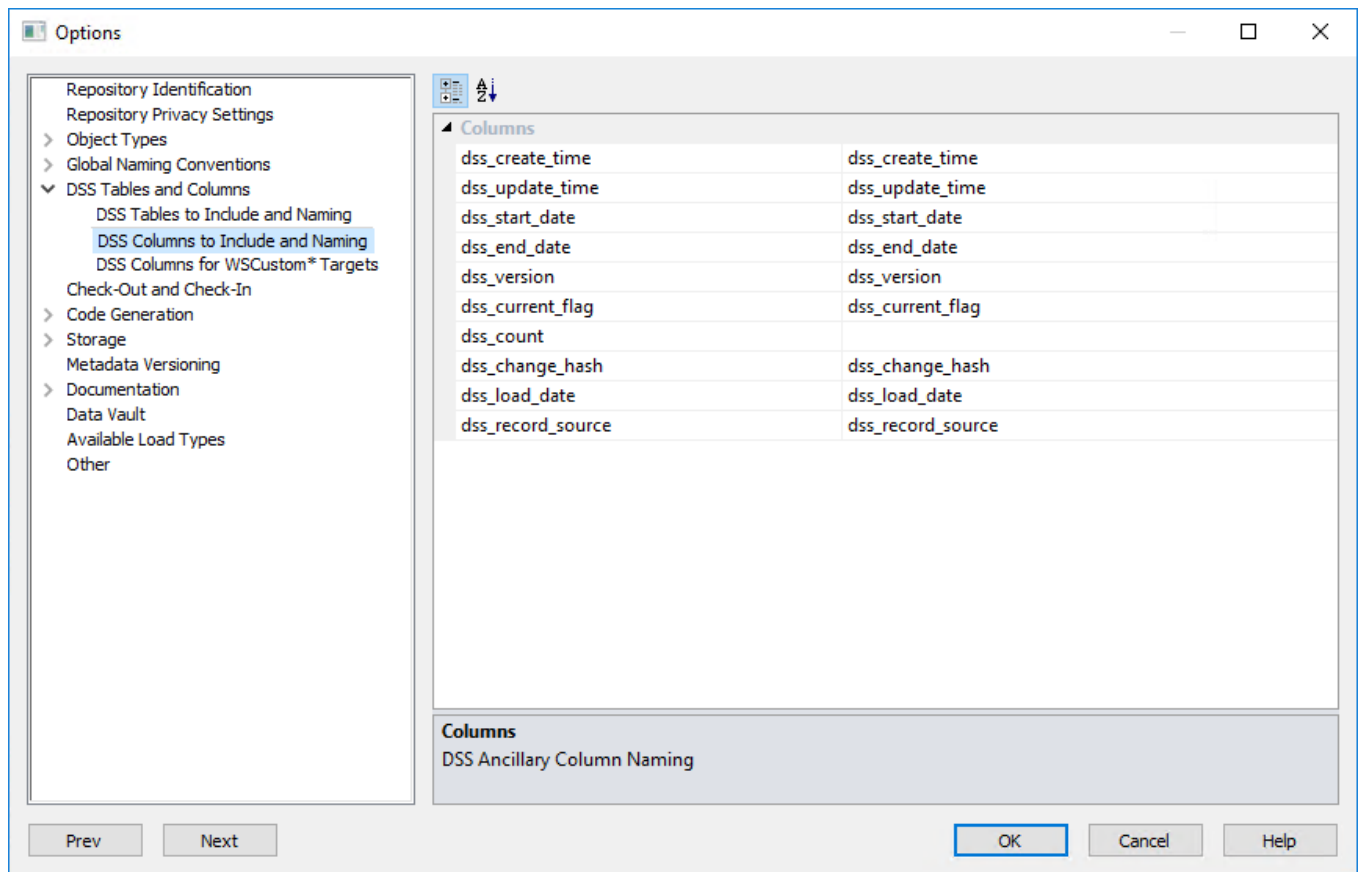 Options
Repository Identification
Repository Privacy Settings
Object Types
Global Naming Conventions
DSS Tables and Columns
DSS Tables to Include and Naming
DSS Columns to Include and Naming
DSS Columns for WSCustom* Targets
Check-Out and Check-In
Code Generation
Storage
Metadata Versioning
Documentation
Data Vault
Available Load Types
Other
A
Z
Columns
dss_create_time dss_create_time
dss_update_time dss_update_time
dss_start_date dss_start_date
dss_end_date dss_end_date
dss_version dss_version
dss_current_flag dss_current_flag
dss_count
dss_change_hash dss_change_hash
dss_load_date dss_load_date
dss_record_source dss_record_source
Columns
DSS Ancillary Column Naming
Prev Next OK Cancel Help